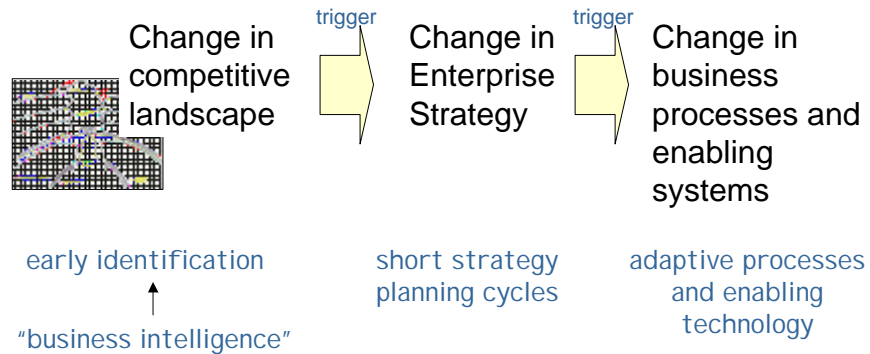 trigger
trigger
Change in
competitive
landscape
Change in
Enterprise
Strategy
Change in
business
processes and
enabling
systems
early identification
"business intelligence"
short strategy
planning cycles
adaptive processes
and enabling
technology